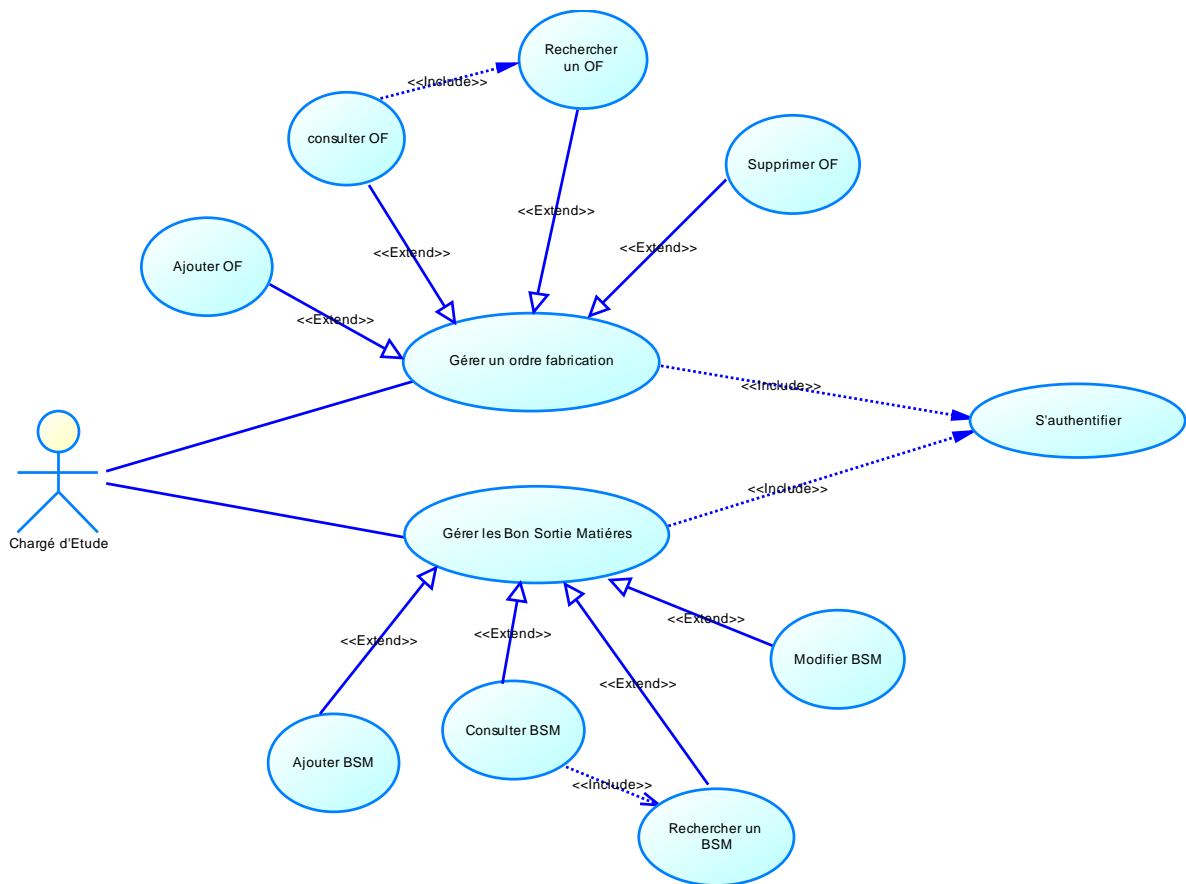 Rechercher
un OF
<<Include>>
consulter OF
Supprimer OF
<<Extend>>
<<Extend>>
<<Extend>>
Ajouter OF
<<Extend>>
Gérer un ordre fabrication
<<Include>>
S'authentifier
<<Include>>
Gérer les Bon Sortie Matiéres
Chargé d'Etude
<<Extend>>
<<Extend>>
<<Extend>>
<<Extend>>
Modifier BSM
Consulter BSM
Ajouter BSM
<<Include>>
Rechercher un
BSM